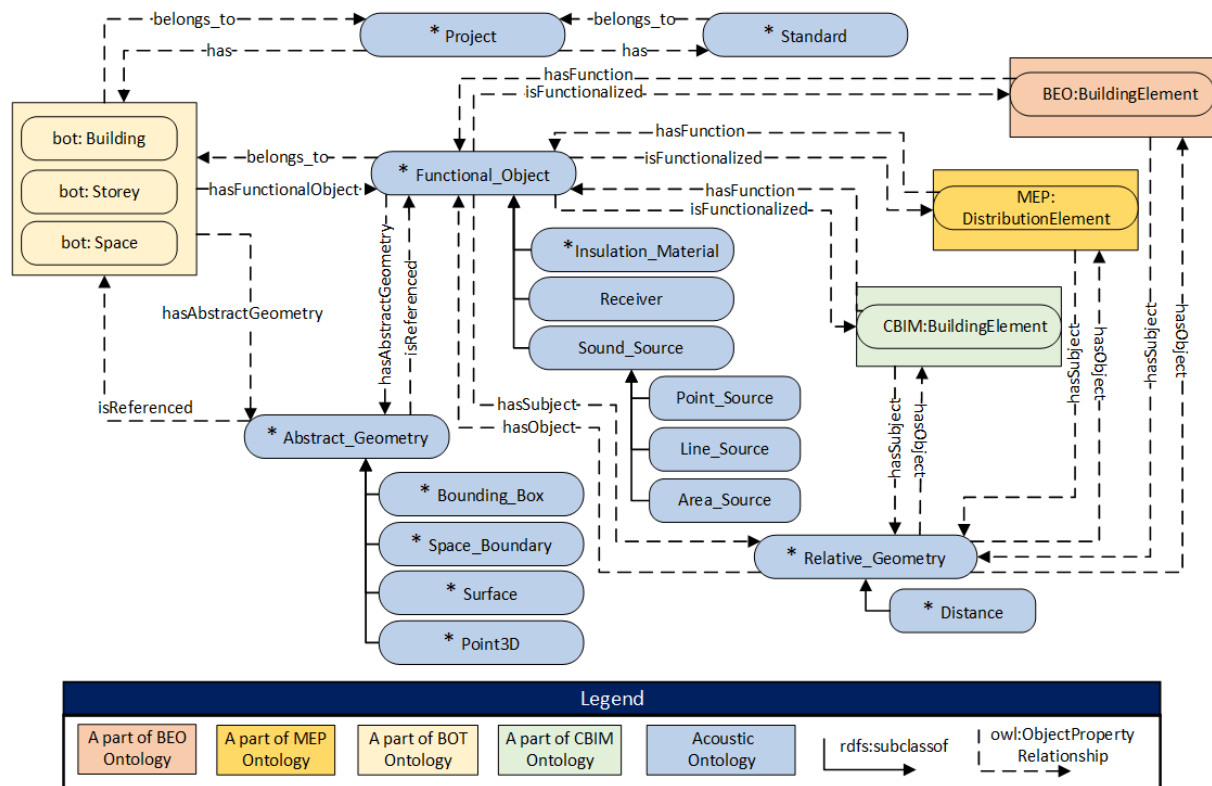 belongs_to
belongs_to
* Project
* Standard
has
has
hasFunction
isFunctionalized
BEO:BuildingElement
bot: Building
bot: Storey
bot: Space
belongs_to
hasFunctionalObject
* Functional_Object
hasFunction
isFunctionalized
hasFunction
isFunctionalized
MEP:
DistributionElement
*Insulation_Material
Receiver
Sound_Source
CBIM:BuildingElement
hasAbstractGeometry
hasAbstractGeometry
isReferenced
hasSubject
hasObject
hasSubject
hasObject
Point_Source
Line_Source
Area_Source
isReferenced
hasSubject
hasObject
hasSubject
hasObject
* Abstract_Geometry
* Bounding_Box
* Space_Boundary
* Surface
* Point3D
* Relative_Geometry
* Distance
Legend
A part of BEO
Ontology
A part of MEP
Ontology
A part of BOT
Ontology
A part of CBIM
Ontology
Acoustic
Ontology
rdfs:subclassof
owl:ObjectProperty
Relationship